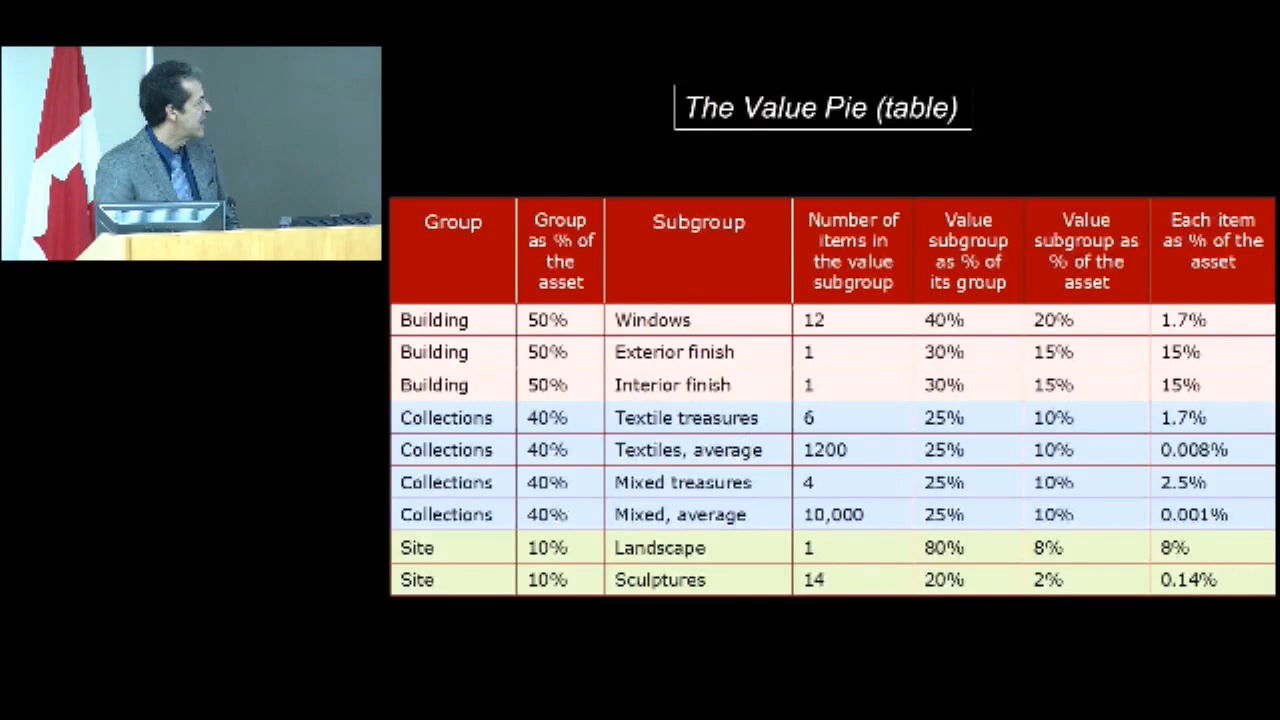 The Value Pie (table)
Group | Group as % of the asset | Subgroup | Number of items in the value subgroup | Value subgroup as % of its group | Value subgroup as % of the asset | Each item as % of the asset
Building | 50% | Windows | 12 | 40% | 20% | 1.7%
Building | 50% | Exterior finish | 1 | 30% | 15% | 15%
Building | 50% | Interior finish | 1 | 30% | 15% | 15%
Collections | 40% | Textile treasures | 6 | 25% | 10% | 1.7%
Collections | 40% | Textiles, average | 1200 | 25% | 10% | 0.008%
Collections | 40% | Mixed treasures | 4 | 25% | 10% | 2.5%
Collections | 40% | Mixed, average | 10,000 | 25% | 10% | 0.001%
Site | 10% | Landscape | 1 | 80% | 8% | 8%
Site | 10% | Sculptures | 14 | 20% | 2% | 0.14%